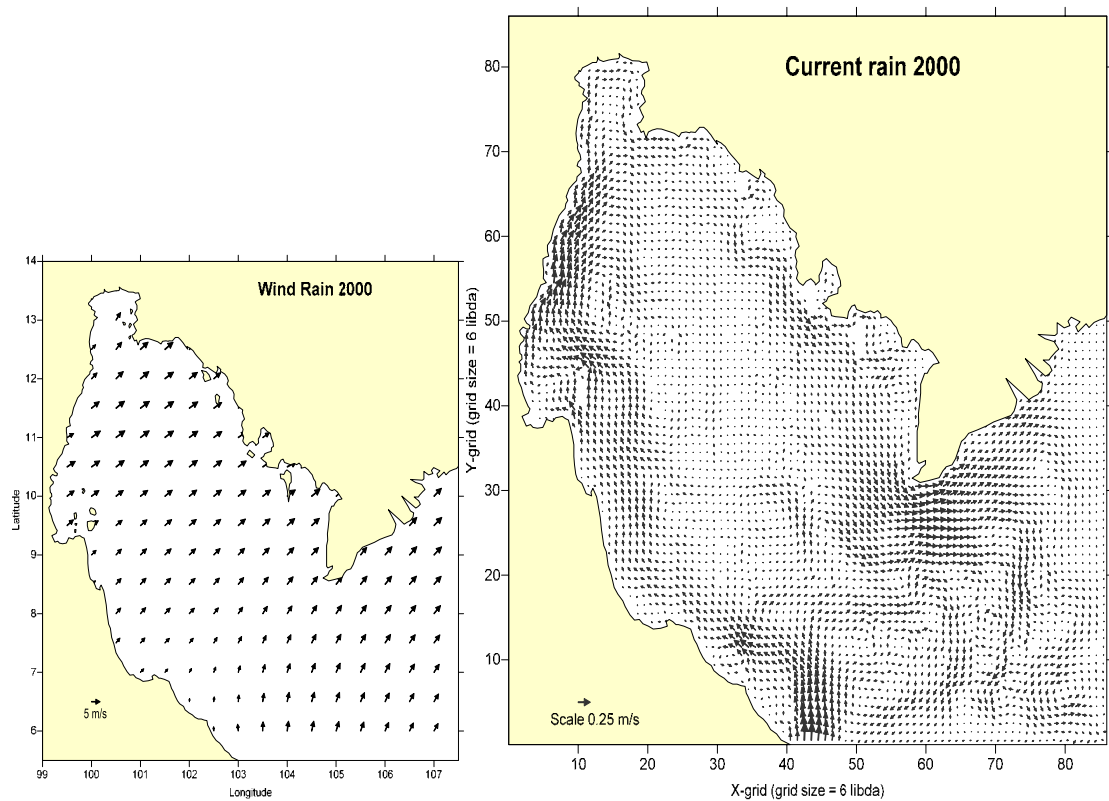 Wind Rain 2000
14
13
12
11
10
9
8
7
6
Latitude
5 m/s
99 100 101 102 103 104 105 106 107
Longitude
Current rain 2000
80
70
60
50
40
30
20
10
Y-grid (grid size = 6 libda)
Scale 0.25 m/s
10 20 30 40 50 60 70 80
X-grid (grid size = 6 libda)